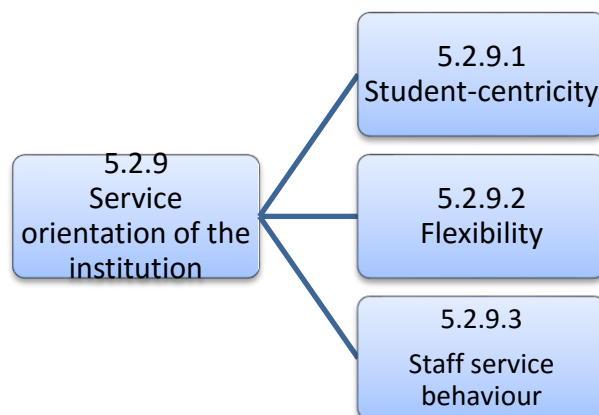 5.2.9
Service
orientation of the
institution
5.2.9.1
Student-centricity
5.2.9.2
Flexibility
5.2.9.3
Staff service
behaviour